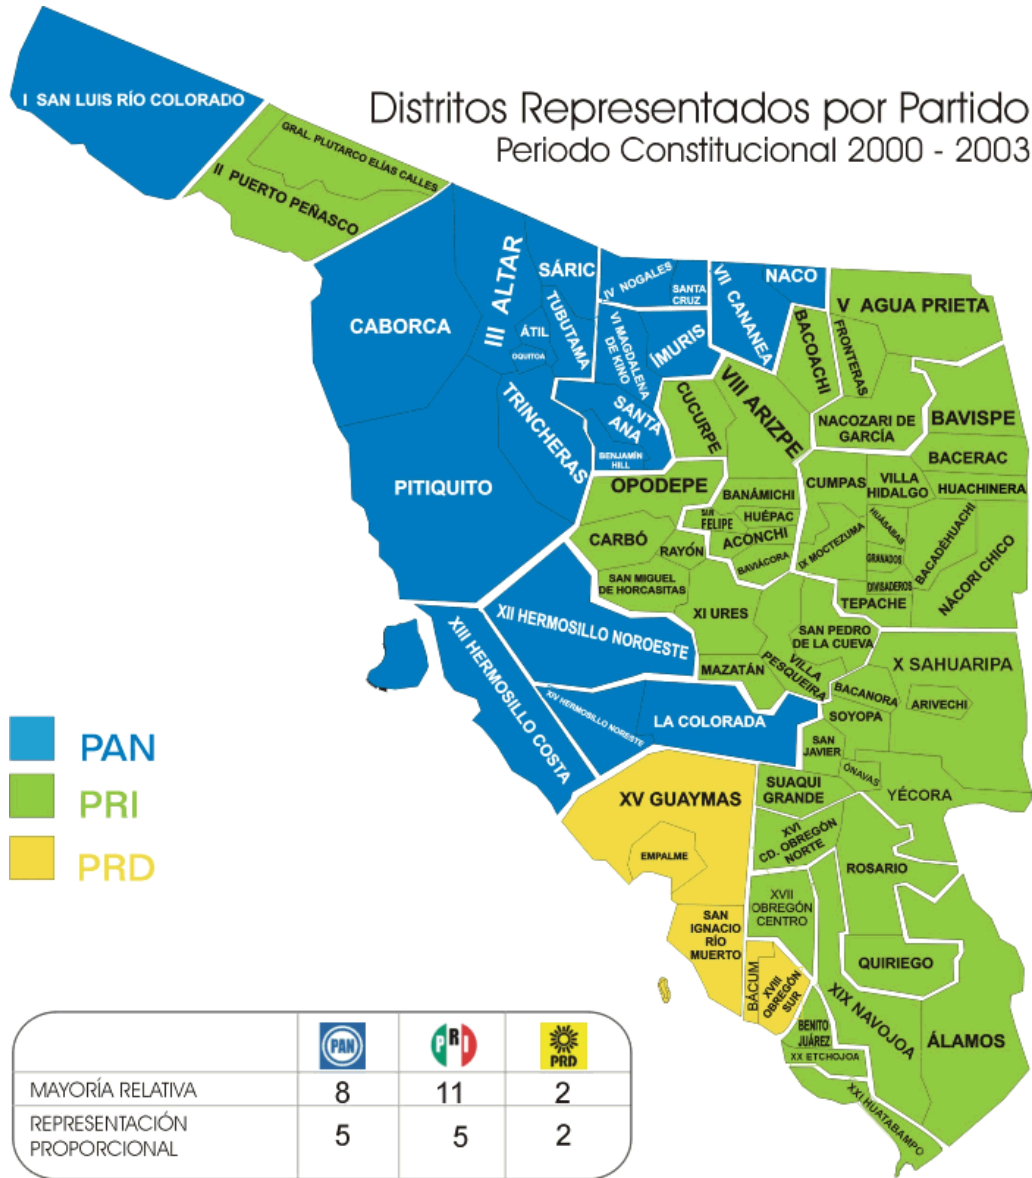 Distritos Representados por Partido
Periodo Constitucional 2000 - 2003
I SAN LUIS RÍO COLORADO
GRAL. PLUTARCO ELÍAS CALLES
II PUERTO PEÑASCO
CABORCA
III ALTAR
SÁRIC
TUBUTAMA
ÁTIL
OQUITOA
TRINCHERAS
PITIQUITO
IV NOGALES
SANTA
CRUZ
VI MAGDALENA
DE KINO
ÍMURIS
SANTA
ANA
BENJAMÍN
HILL
VII CANANEA
NACO
BACOACHI
V AGUA PRIETA
FRONTERAS
NACOZARI DE
GARCÍA
BAVISPE
BACERAC
HUACHINERA
CUCURPE
VIII ARIZPE
OPODEPE
BANÁMICHI
SAN
FELIPE
HUÉPAC
ACONCHI
BAVIÁCORA
CUMPAS
VILLA
HIDALGO
HUÁSABAS
IX MOCTEZUMA
GRANADOS
DIVISADEROS
BACADÉHUACHI
NÁCORI CHICO
TEPACHE
CARBÓ
RAYÓN
SAN MIGUEL
DE HORCASITAS
XI URES
MAZATÁN
VILLA
PESQUEIRA
SAN PEDRO
DE LA CUEVA
X SAHUARIPA
BACANORA
ARIVECHI
SOYOPA
SAN
JAVIER
ÓNAVAS
YÉCORA
XII HERMOSILLO NOROESTE
XIII HERMOSILLO COSTA
XIV HERMOSILLO NORESTE
LA COLORADA
SUAQUI
GRANDE
XV GUAYMAS
EMPALME
SAN
IGNACIO
RÍO
MUERTO
XVI
CD. OBREGÓN
NORTE
ROSARIO
XVII
OBREGÓN
CENTRO
QUIRIEGO
BÁCUM
XVIII
OBREGÓN
SUR
XIX NAVOJOA
ÁLAMOS
BENITO
JUÁREZ
XX ETCHOJOA
XXI HUATABAMPO
PAN
PRI
PRD
PAN
PRI
PRD
MAYORÍA RELATIVA 8 11 2
REPRESENTACIÓN
PROPORCIONAL 5 5 2